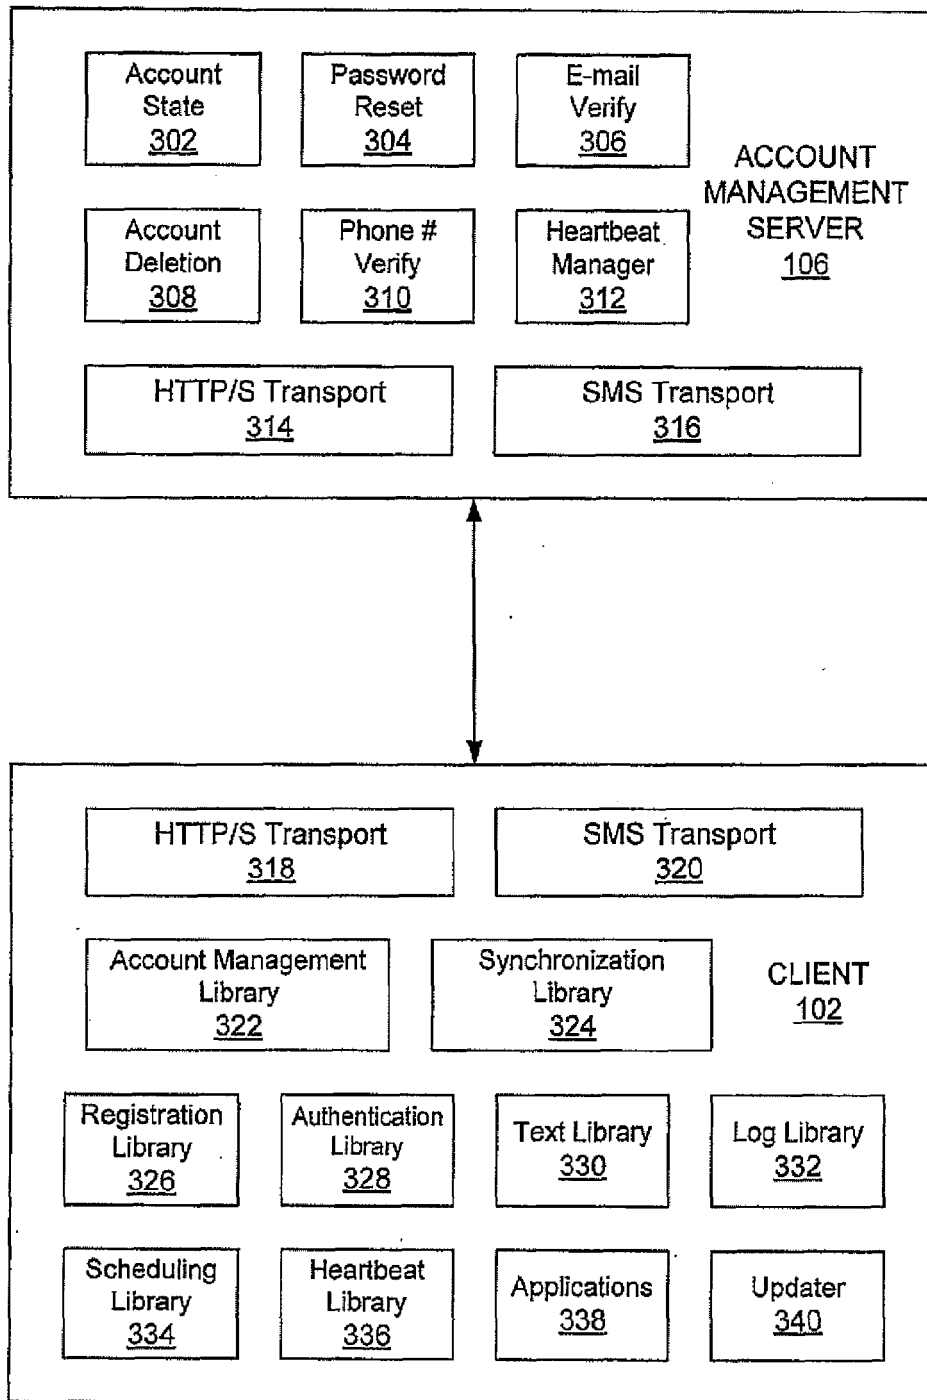 Account
State
302
Password
Reset
304
E-mail
Verify
306
ACCOUNT
MANAGEMENT
SERVER
106
Account
Deletion
308
Phone #
Verify
310
Heartbeat
Manager
312
HTTP/S Transport
314
SMS Transport
316
HTTP/S Transport
318
SMS Transport
320
Account Management
Library
322
Synchronization
Library
324
CLIENT
102
Registration
Library
326
Authentication
Library
328
Text Library
330
Log Library
332
Scheduling
Library
334
Heartbeat
Library
336
Applications
338
Updater
340